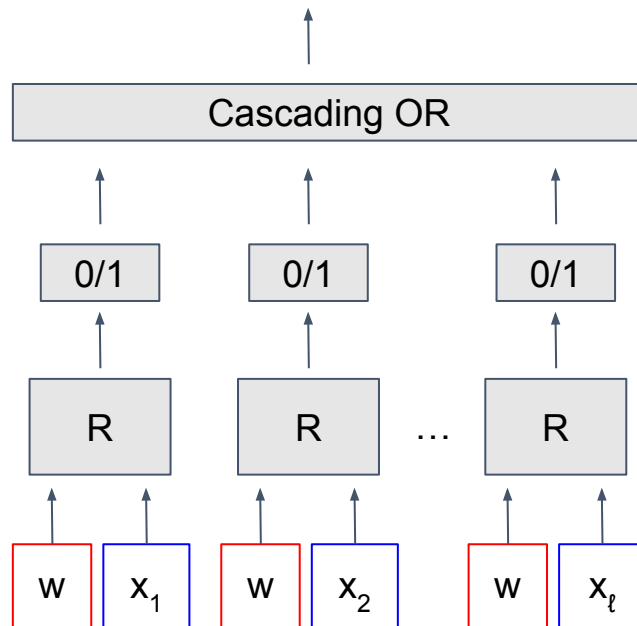 Cascading OR
0/1 0/1 0/1
R R ... R
w x₁ w x₂ w xℓ